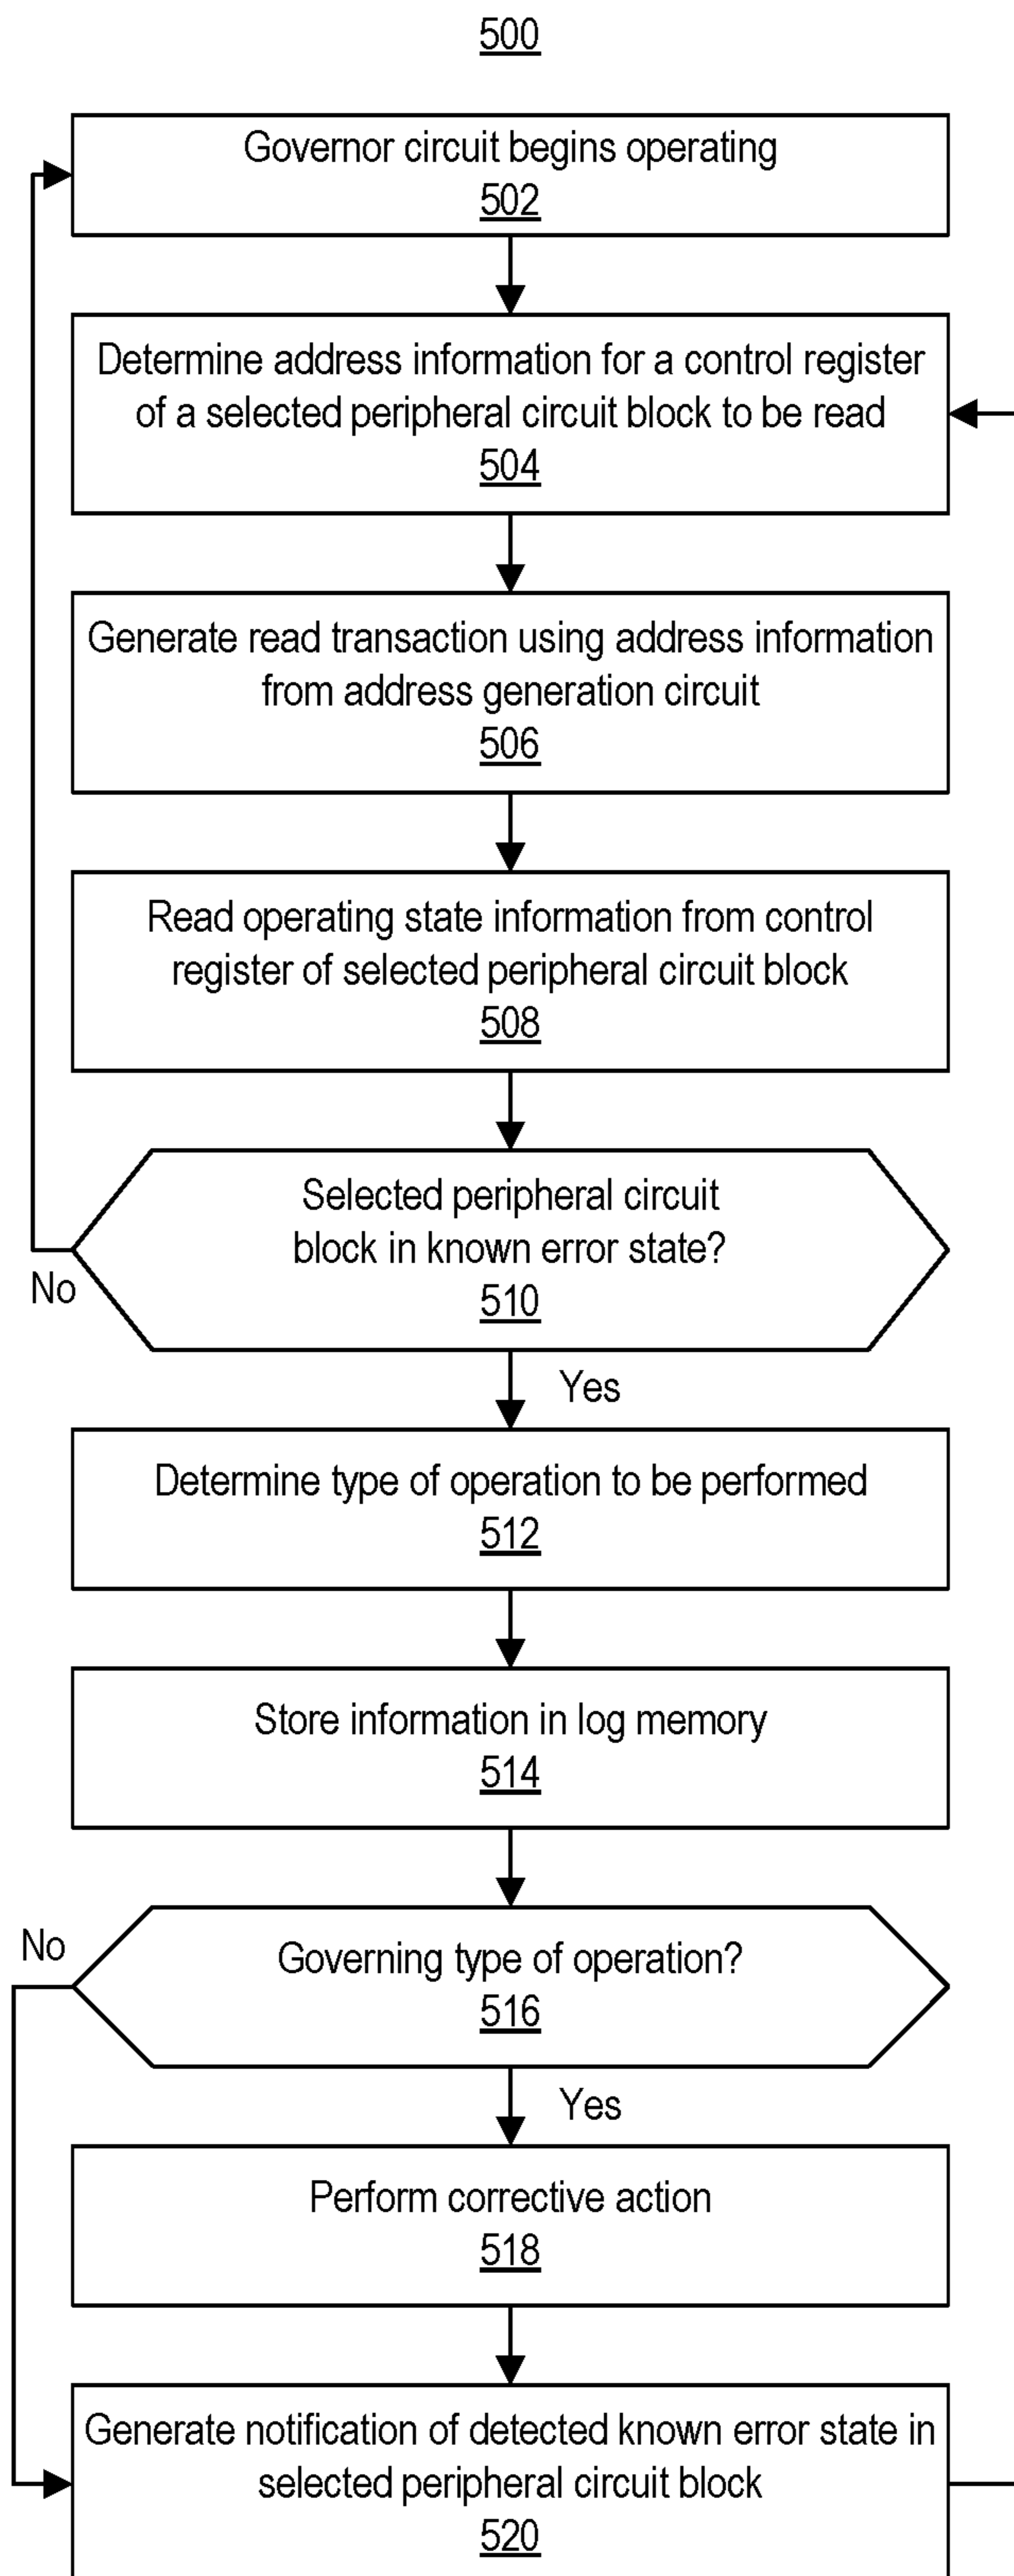 500
Governor circuit begins operating
502
Determine address information for a control register
of a selected peripheral circuit block to be read
504
Generate read transaction using address information
from address generation circuit
506
Read operating state information from control
register of selected peripheral circuit block
508
Selected peripheral circuit
block in known error state?
510
No
Yes
Determine type of operation to be performed
512
Store information in log memory
514
No
Governing type of operation?
516
Yes
Perform corrective action
518
Generate notification of detected known error state in
selected peripheral circuit block
520